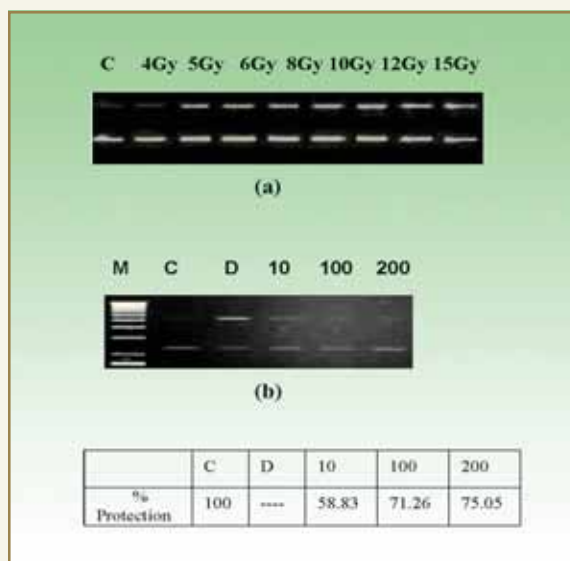 C 4Gy 5Gy 6Gy 8Gy 10Gy 12Gy 15Gy
(a)
M C D 10 100 200
(b)
C D 10 100 200
% Protection 100 ---- 58.83 71.26 75.05